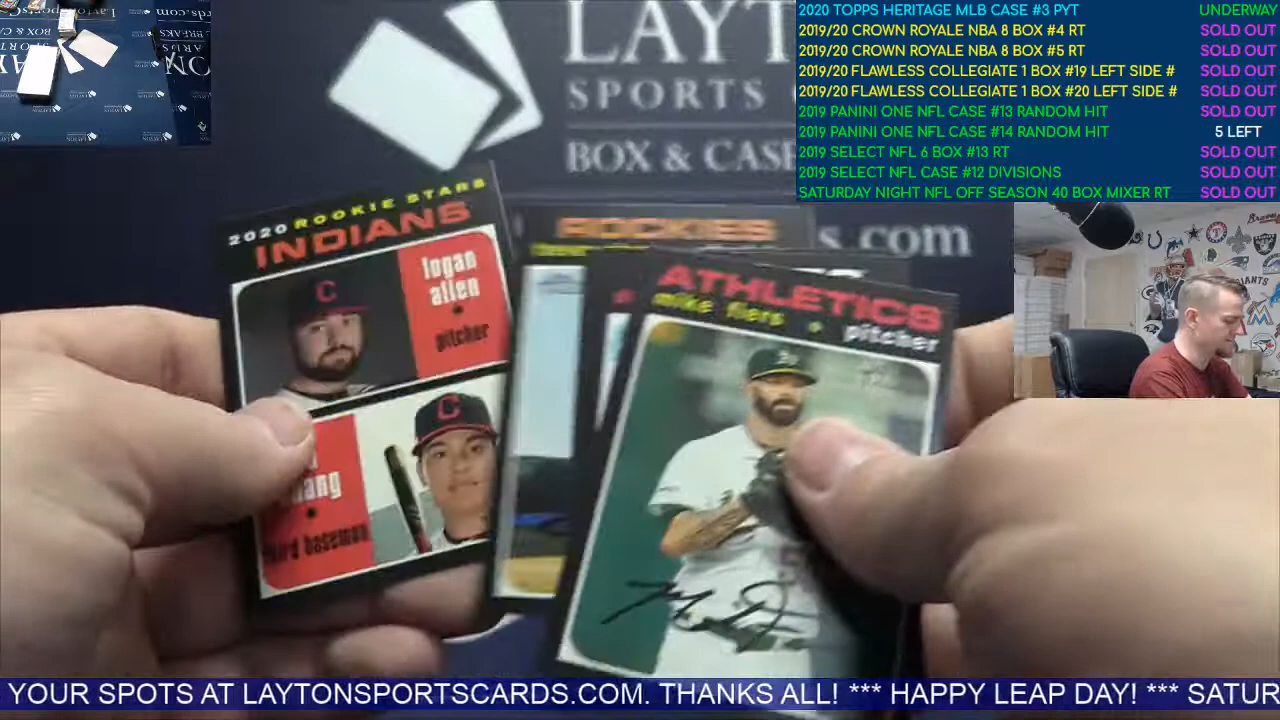 2020 TOPPS HERITAGE MLB CASE #3 PYT UNDERWAY
2019/20 CROWN ROYALE NBA 8 BOX #4 RT SOLD OUT
2019/20 CROWN ROYALE NBA 8 BOX #5 RT SOLD OUT
2019/20 FLAWLESS COLLEGIATE 1 BOX #19 LEFT SIDE # SOLD OUT
2019/20 FLAWLESS COLLEGIATE 1 BOX #20 LEFT SIDE # SOLD OUT
2019 PANINI ONE NFL CASE #13 RANDOM HIT SOLD OUT
2019 PANINI ONE NFL CASE #14 RANDOM HIT 5 LEFT
2019 SELECT NFL 6 BOX #13 RT SOLD OUT
2019 SELECT NFL CASE #12 DIVISIONS SOLD OUT
SATURDAY NIGHT NFL OFF SEASON 40 BOX MIXER RT SOLD OUT
LAYT
SPORTS
BOX & CASE
s.com
2020 ROOKIE STARS
INDIANS
logan
allen
pitcher
ang
third baseman
C
C
ROCKIES
ATHLETICS
mike fiers • pitcher
YOUR SPOTS AT LAYTONSPORTSCARDS.COM. THANKS ALL! *** HAPPY LEAP DAY! *** SATUR